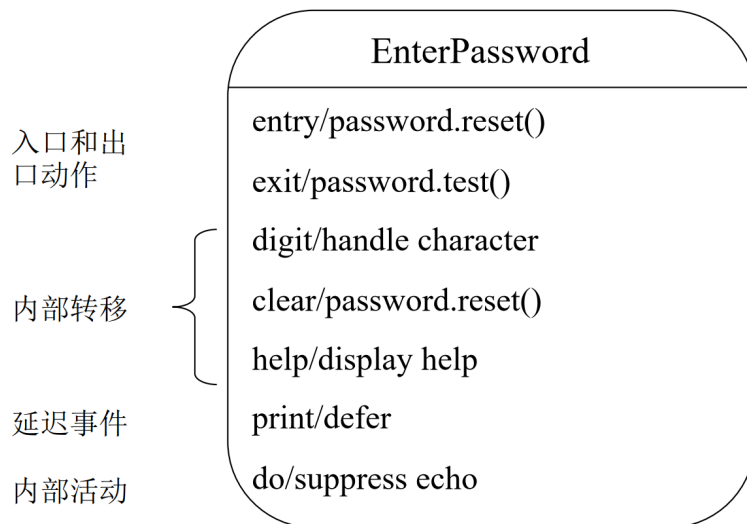 EnterPassword
入口和出
口动作
entry/password.reset()
exit/password.test()
内部转移
digit/handle character
clear/password.reset()
help/display help
延迟事件
print/defer
内部活动
do/suppress echo